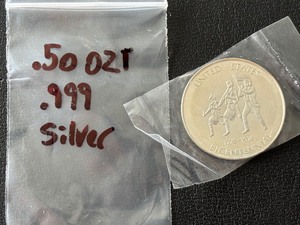 .50 OZT
.999
Silver
UNITED STATES
BICENTENNIAL